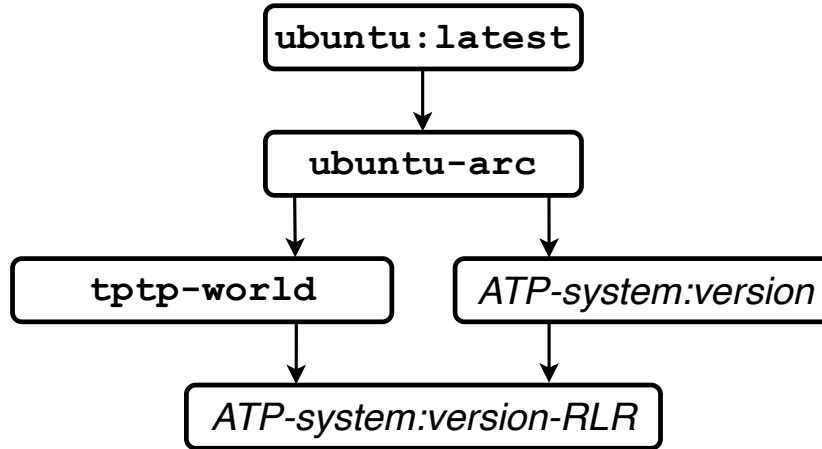 ubuntu:latest
ubuntu-arc
tptp-world
ATP-system:version
ATP-system:version-RLR